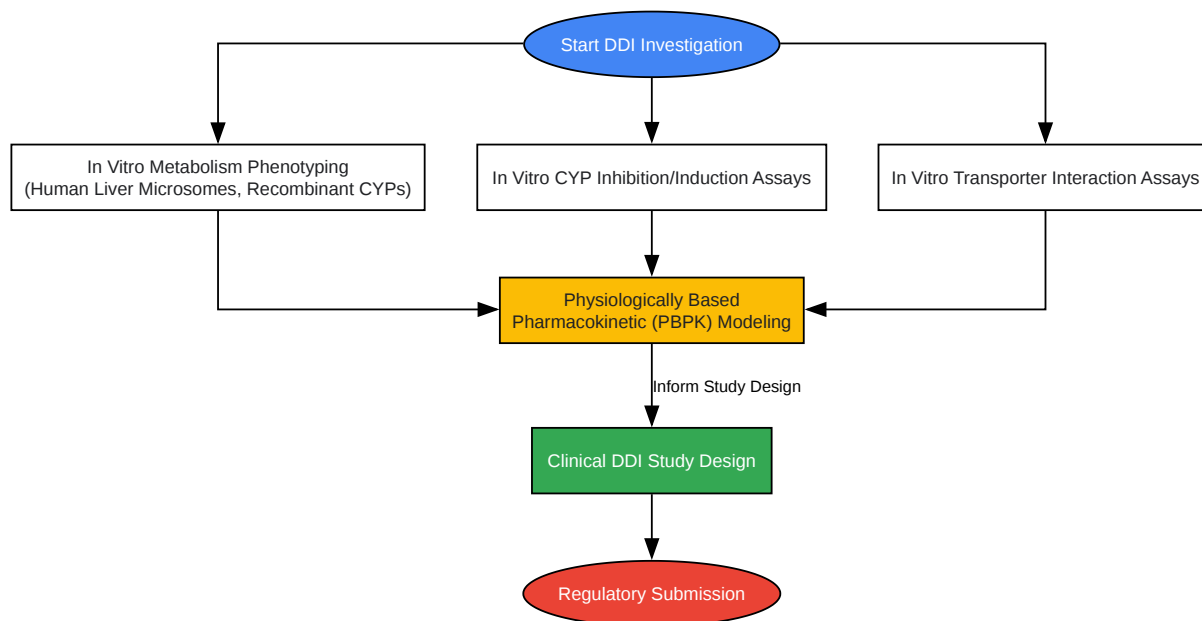 Start DDI Investigation
In Vitro Metabolism Phenotyping
(Human Liver Microsomes, Recombinant CYPs)
In Vitro CYP Inhibition/Induction Assays
In Vitro Transporter Interaction Assays
Physiologically Based
Pharmacokinetic (PBPK) Modeling
Inform Study Design
Clinical DDI Study Design
Regulatory Submission